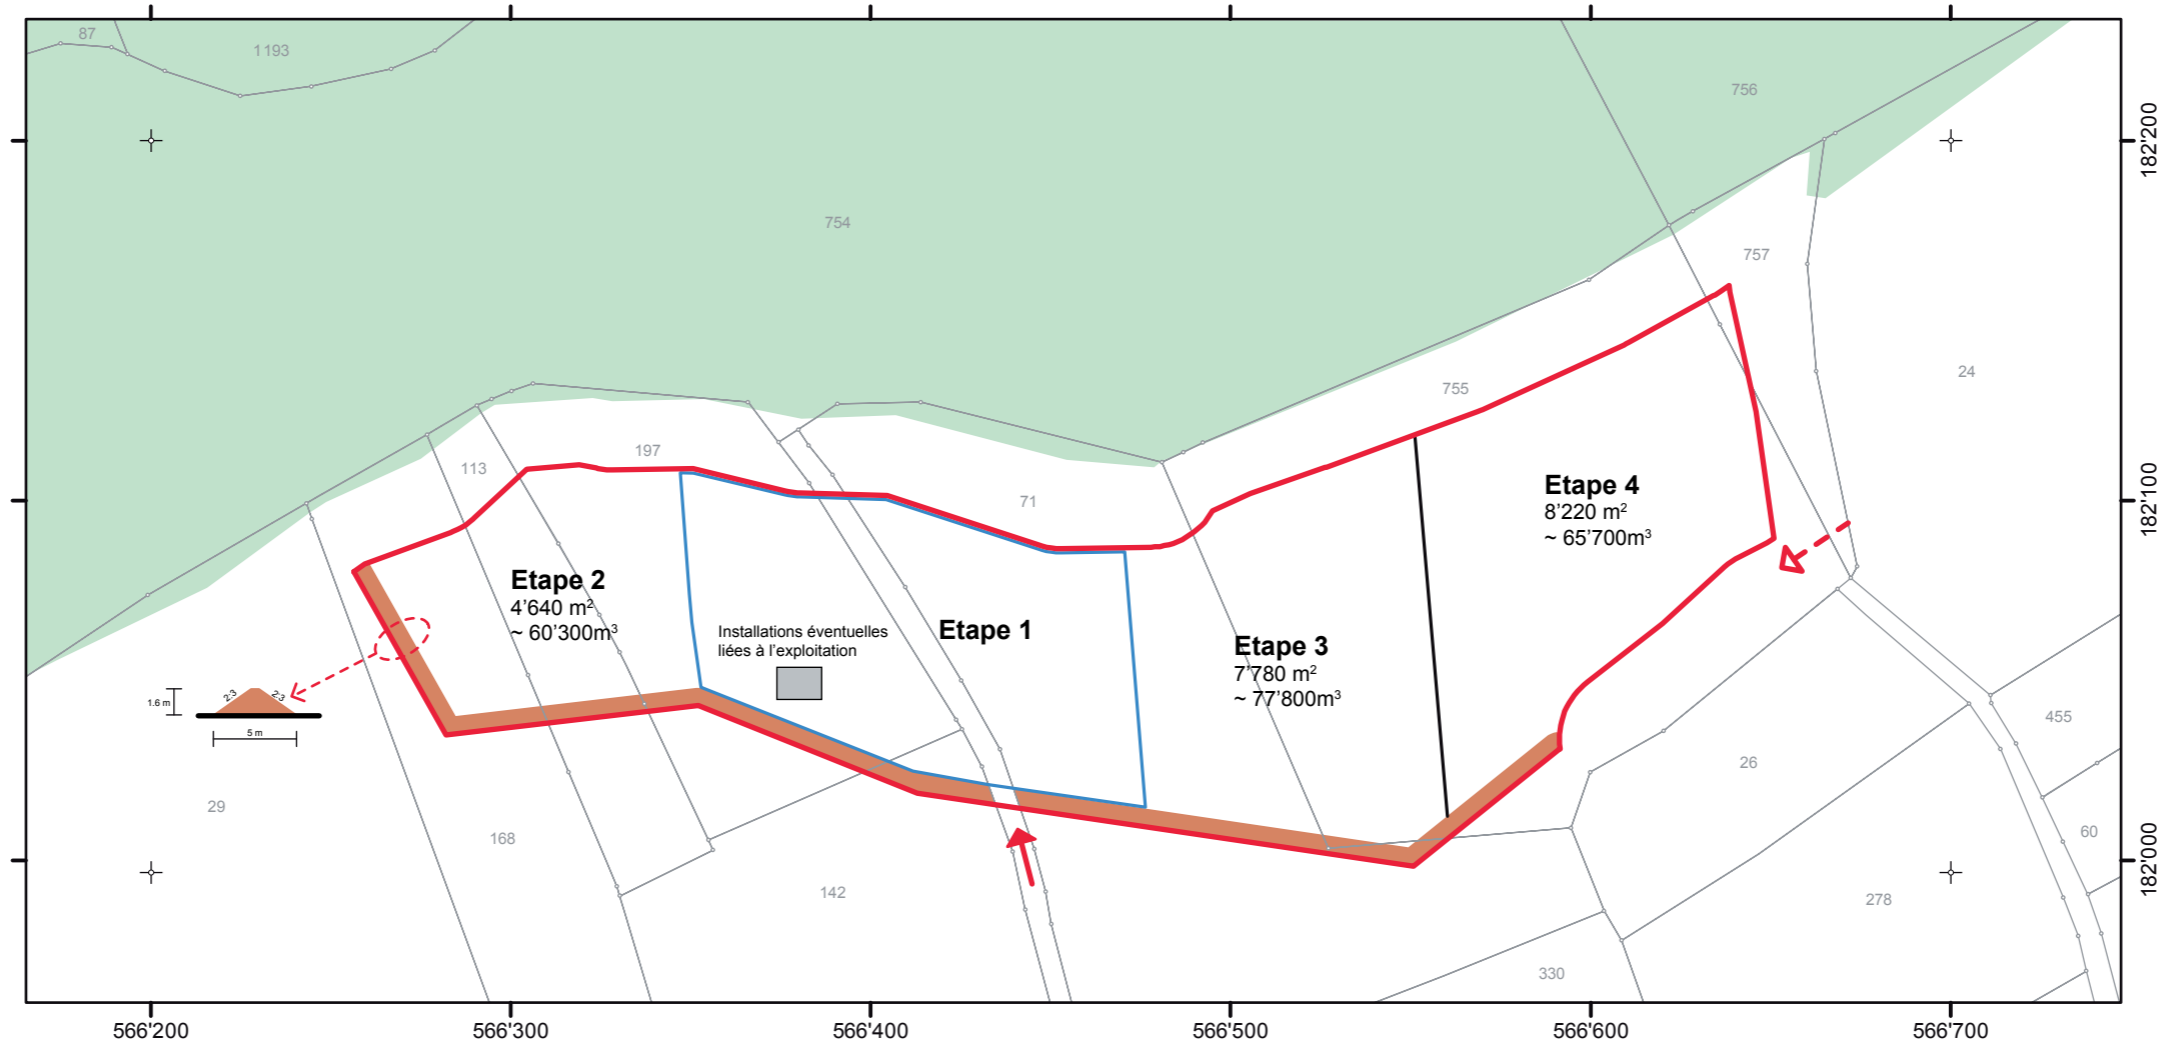 87
1193
756
182'200
754
757
24
755
197
113
71
182'100
Etape 4
8’220 m²
~ 65’700m³
Etape 2
4’640 m²
~ 60’300m³
Installations éventuelles
liées à l’exploitation
Etape 1
Etape 3
7’780 m²
~ 77’800m³
2:3
2:3
1.6 m
5 m
455
26
29
168
60
142
278
182'000
330
566'200
566'300
566'400
566'500
566'600
566'700